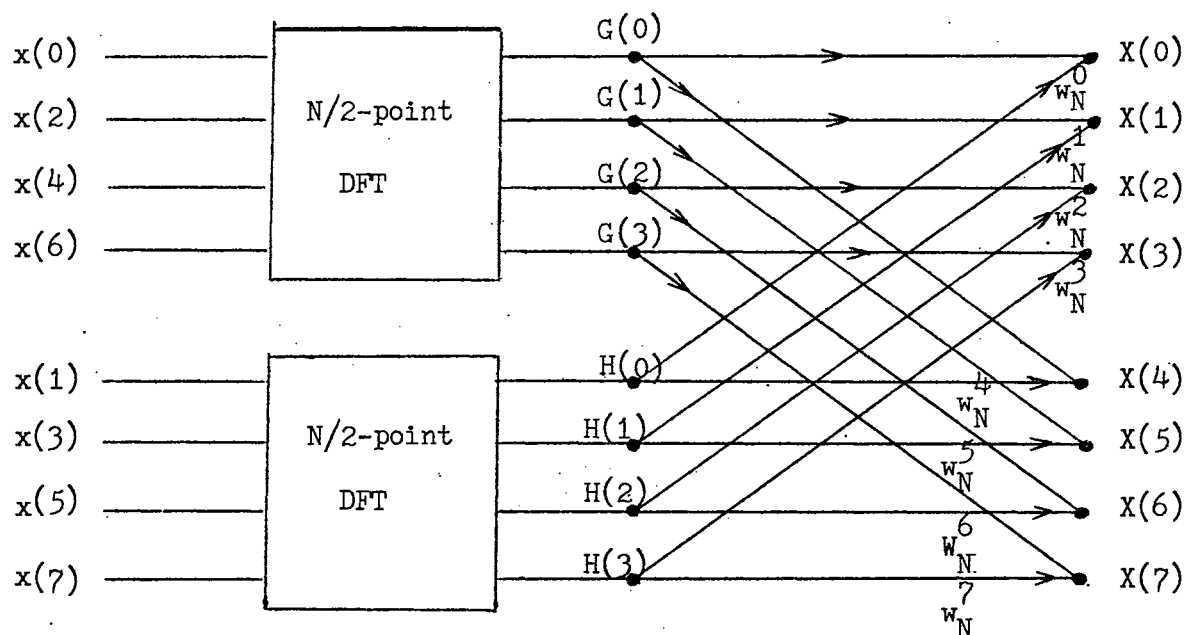 G(0)
x(0) X(0)
w_N^0
N/2-point
G(1)
x(2) X(1)
w_N^1
DFT
G(2)
x(4) X(2)
w_N^2
G(3)
x(6) X(3)
w_N^3
x(1) H(0) X(4)
w_N^4
N/2-point
x(3) H(1) X(5)
w_N^5
DFT
x(5) H(2) X(6)
W_N^6
x(7) H(3) X(7)
w_N^7